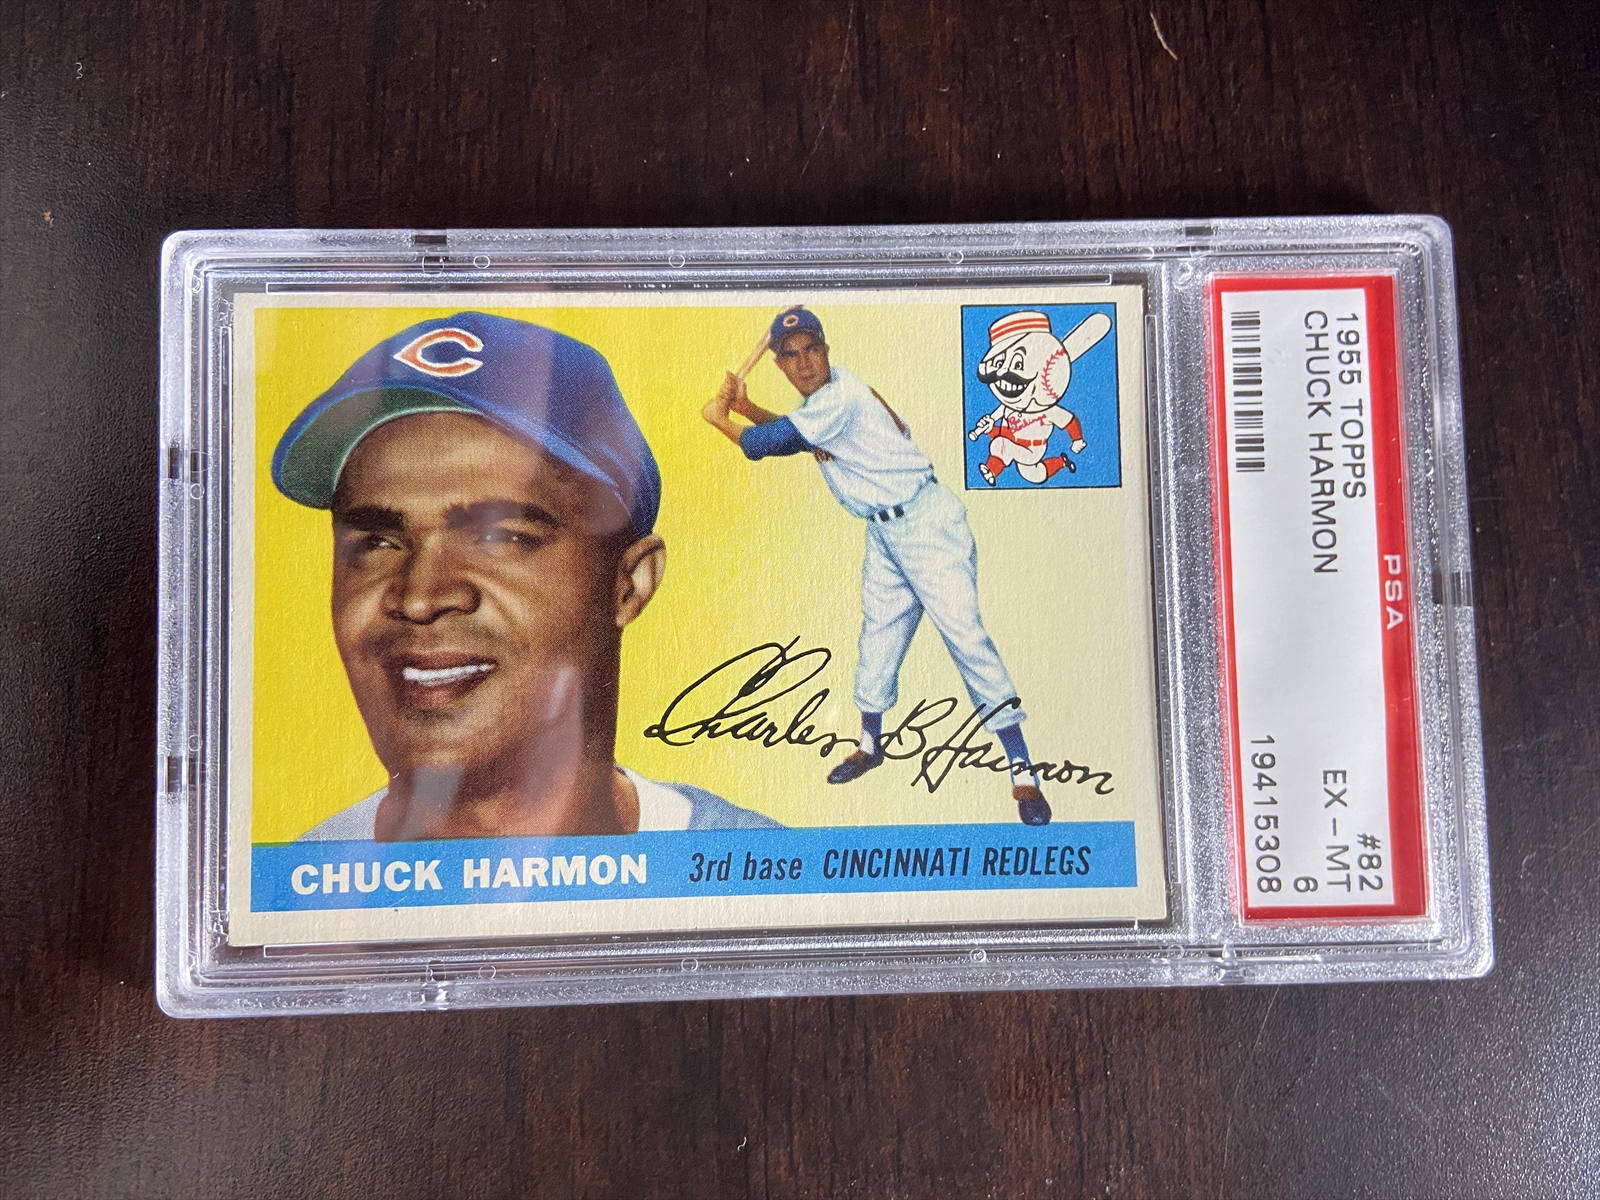 Charles B Harmon
CHUCK HARMON 3rd base CINCINNATI REDLEGS
PSA
1955 TOPPS #82
CHUCK HARMON EX - MT
6
19415308